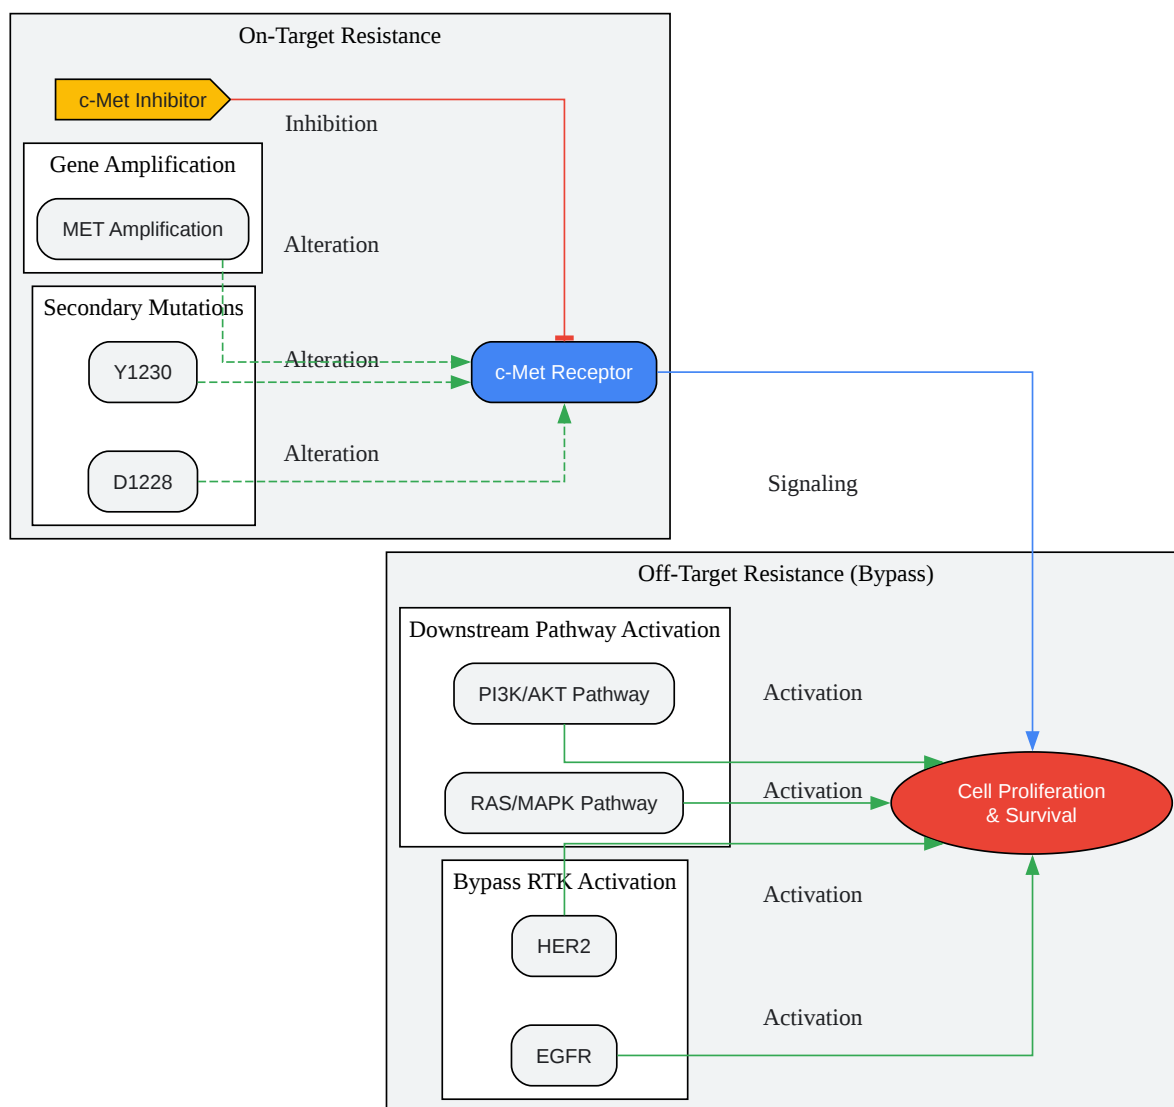 On-Target Resistance
c-Met Inhibitor
Inhibition
Gene Amplification
MET Amplification
Alteration
Secondary Mutations
Y1230
Alteration
c-Met Receptor
D1228
Alteration
Signaling
Off-Target Resistance (Bypass)
Downstream Pathway Activation
PI3K/AKT Pathway
Activation
RAS/MAPK Pathway
Activation
Cell Proliferation
& Survival
Bypass RTK Activation
Activation
HER2
EGFR
Activation